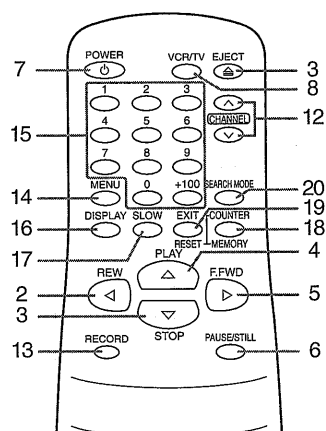 POWER VCR/TV EJECT
7 3
8
1 2 3
CHANNEL 12
15 4 5 6
7 8 9
MENU 0 +100 SEARCH MODE
14 20
DISPLAY SLOW EXIT COUNTER 19
16 18
17 RESET MEMORY
PLAY 4
REW F.FWD
2 5
3
STOP
RECORD PAUSE/STILL
13 6